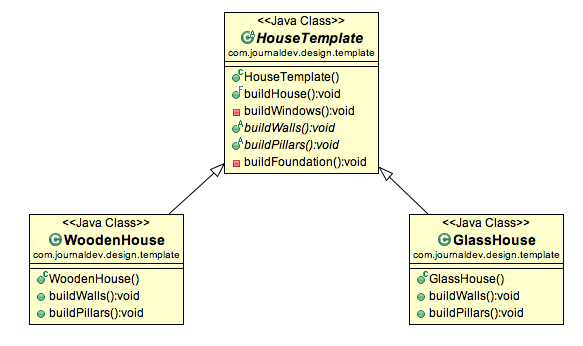 <<Java Class>>
HouseTemplate
com.journaldev.design.template
HouseTemplate()
buildHouse():void
buildWindows():void
buildWalls():void
buildPillars():void
buildFoundation():void
<<Java Class>>
WoodenHouse
com.journaldev.design.template
WoodenHouse()
buildWalls():void
buildPillars():void
<<Java Class>>
GlassHouse
com.journaldev.design.template
GlassHouse()
buildWalls():void
buildPillars():void